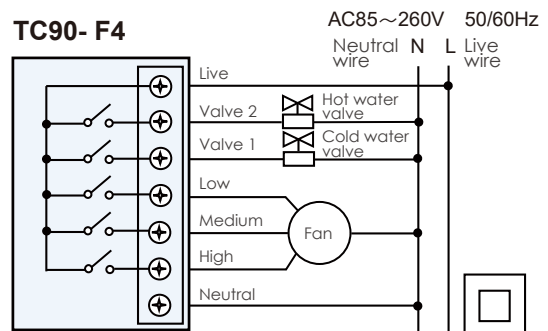 TC90- F4
AC85～260V 50/60Hz
Neutral wire N L Live wire
Live
Valve 2
Hot water valve
Valve 1
Cold water valve
Low
Medium
Fan
High
Neutral